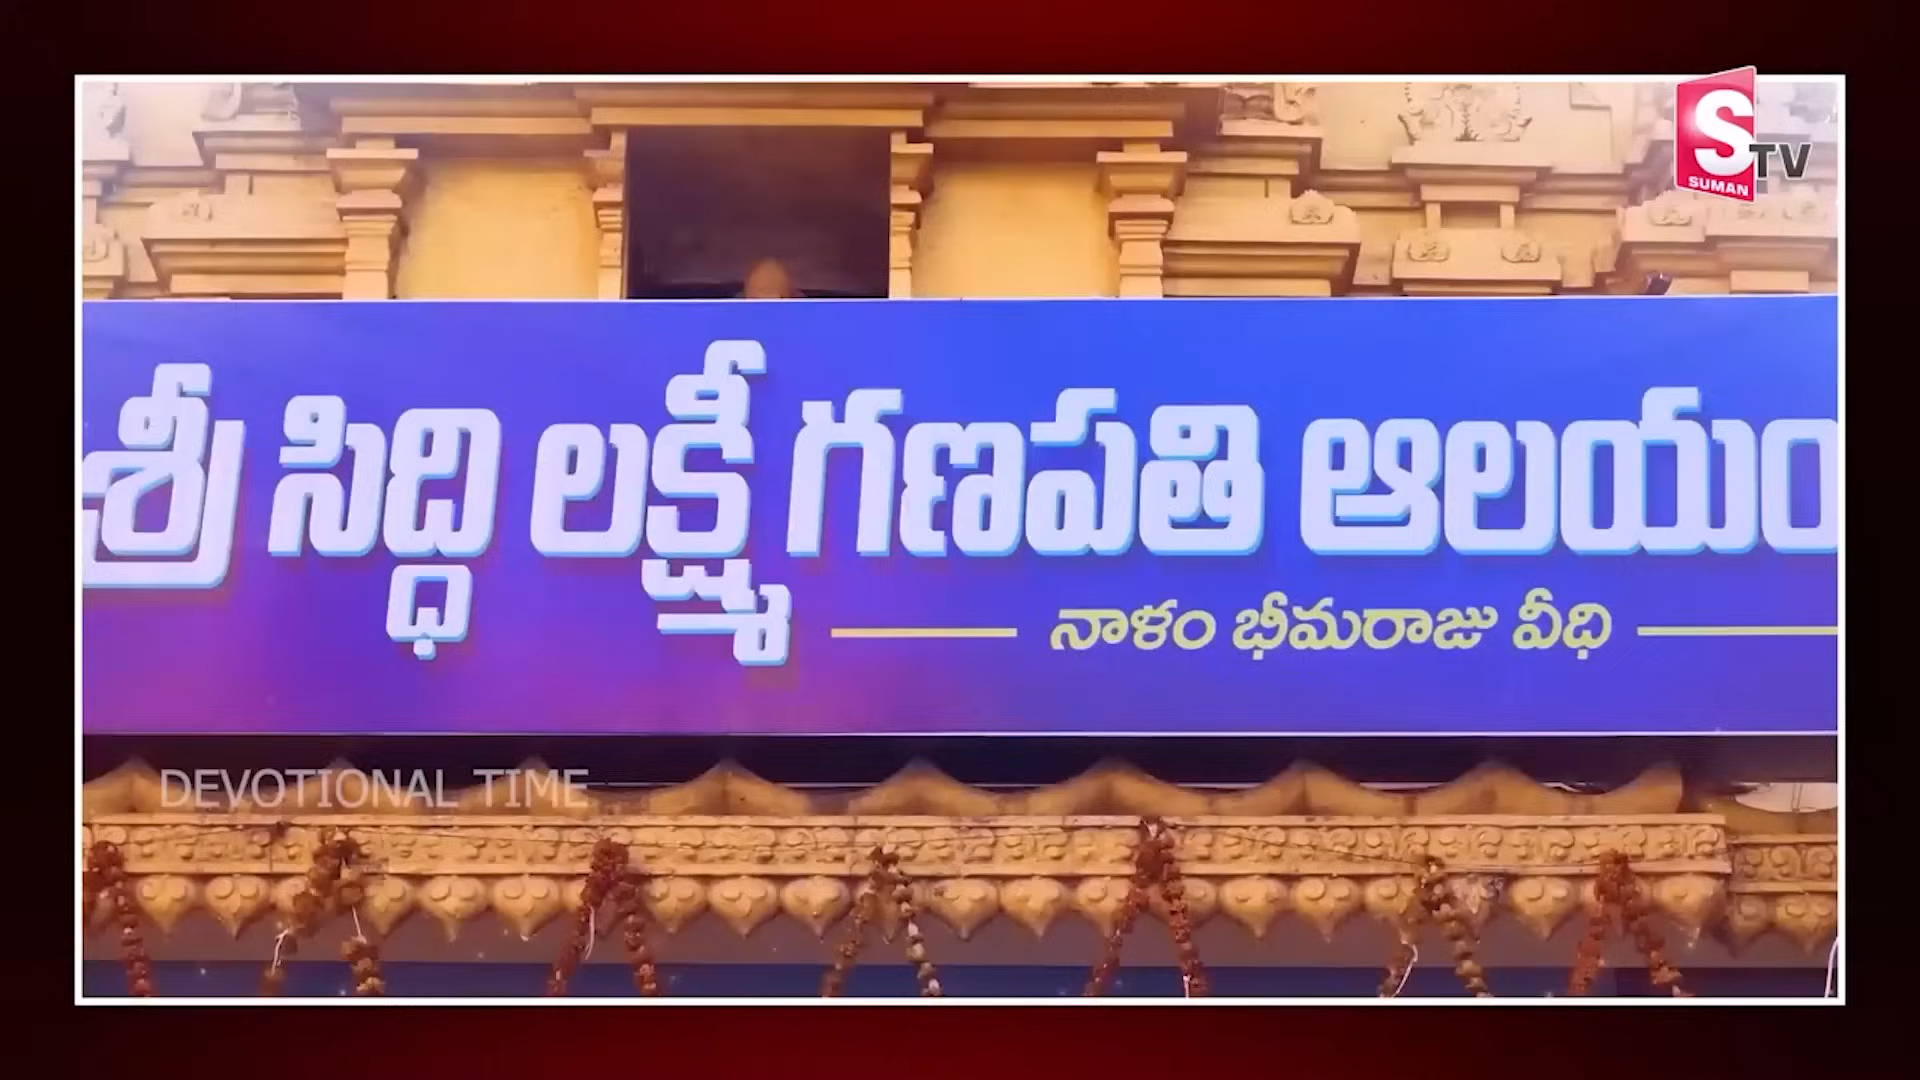 S TV
SUMAN
శ్రీ సిద్ధి లక్ష్మీగణపతి ఆలయం
నాళం భీమరాజు వీధి
DEVOTIONAL TIME